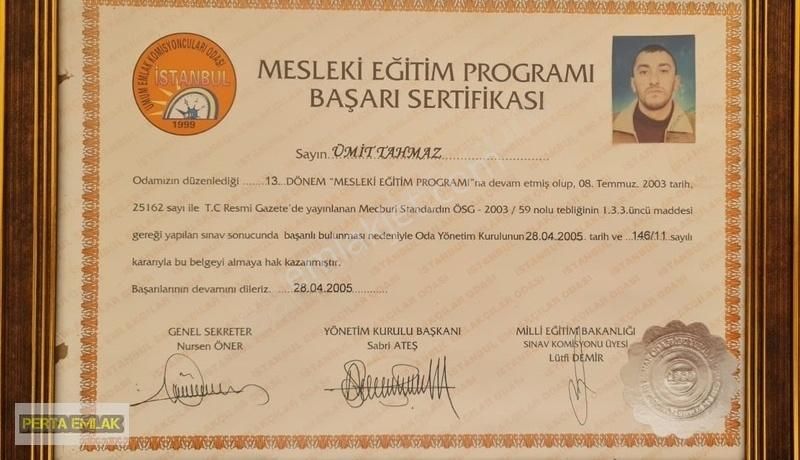 UMUM EMLAK KOMİSYONCULARI ODASI
İSTANBUL
1999
MESLEKİ EĞİTİM PROGRAMI
BAŞARI SERTİFİKASI
Sayın ÜMİT TAHMAZ
Odamızın düzenlediği ......13. DÖNEM "MESLEKİ EĞİTİM PROGRAMI"na devam etmiş olup, 08. Temmuz. 2003 tarih,
25162 sayı ile T.C Resmi Gazete'de yayınlanan Mecburi Standardın ÖSG - 2003 / 59 nolu tebliğinin 1.3.3.üncü maddesi
gereği yapılan sınav sonucunda başarılı bulunması nedeniyle Oda Yönetim Kurulunun 28.04.2005. tarih ve ..146/11 sayılı
kararıyla bu belgeyi almaya hak kazanmıştır.
Başarılarının devamını dileriz. .....28.04.2005..........
GENEL SEKRETER
Nursen ÖNER
YÖNETİM KURULU BAŞKANI
Sabri ATEŞ
MİLLİ EĞİTİM BAKANLIĞI
SINAV KOMİSYONU ÜYESİ
Lütfi DEMİR
PERTA EMLAK